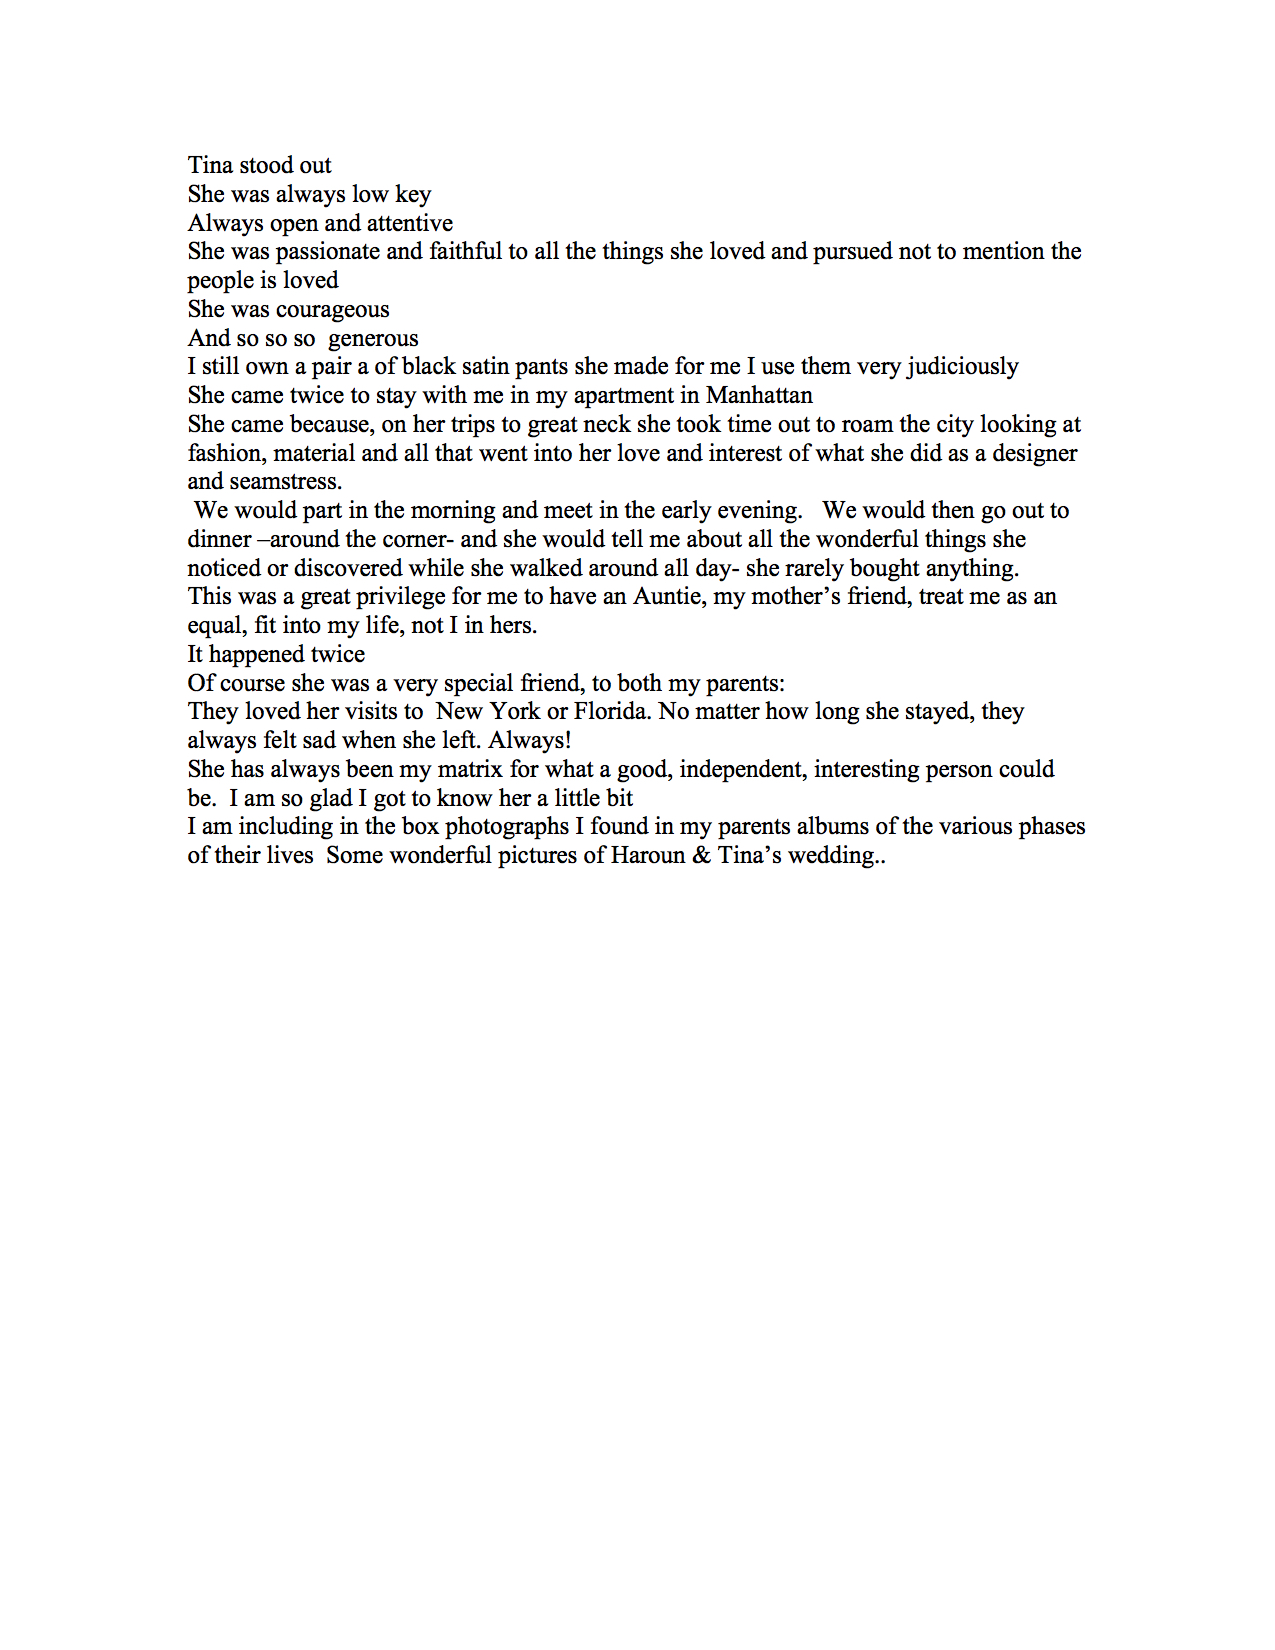 Tina stood out
She was always low key
Always open and attentive
She was passionate and faithful to all the things she loved and pursued not to mention the
people is loved
She was courageous
And so so so  generous
I still own a pair a of black satin pants she made for me I use them very judiciously
She came twice to stay with me in my apartment in Manhattan
She came because, on her trips to great neck she took time out to roam the city looking at
fashion, material and all that went into her love and interest of what she did as a designer
and seamstress.
 We would part in the morning and meet in the early evening.   We would then go out to
dinner –around the corner- and she would tell me about all the wonderful things she
noticed or discovered while she walked around all day- she rarely bought anything.
This was a great privilege for me to have an Auntie, my mother’s friend, treat me as an
equal, fit into my life, not I in hers.
It happened twice
Of course she was a very special friend, to both my parents:
They loved her visits to  New York or Florida. No matter how long she stayed, they
always felt sad when she left. Always!
She has always been my matrix for what a good, independent, interesting person could
be.  I am so glad I got to know her a little bit
I am including in the box photographs I found in my parents albums of the various phases
of their lives  Some wonderful pictures of Haroun & Tina’s wedding..